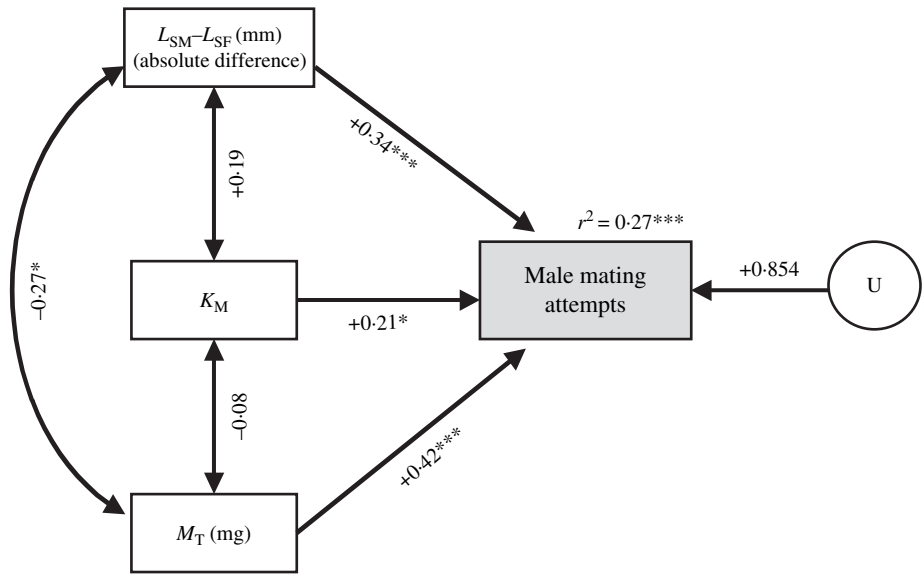 L_SM–L_SF (mm)
(absolute difference)
+0·34***
+0·19
r² = 0·27***
–0·27*
K_M
+0·21*
Male mating
attempts
+0·854
U
–0·08
+0·42***
M_T (mg)